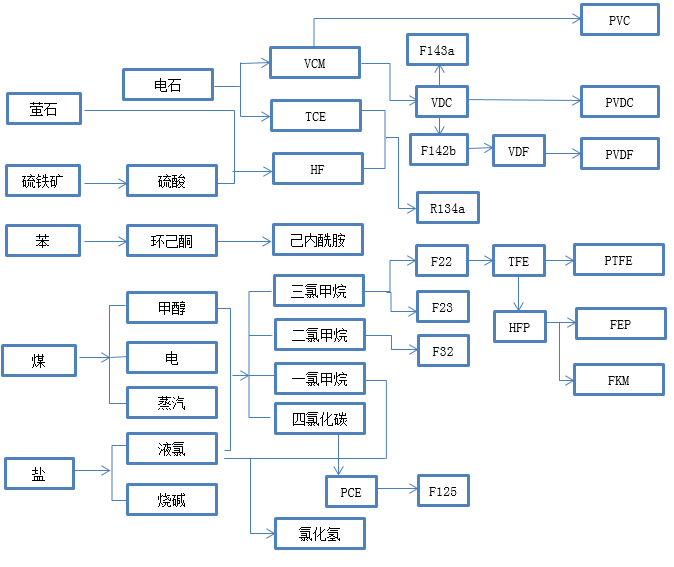 PVC
F143a
VCM
电石
VDC
PVDC
萤石
TCE
F142b
VDF
PVDF
HF
硫铁矿
硫酸
R134a
苯
环己酮
己内酰胺
F22
TFE
PTFE
三氯甲烷
甲醇
F23
HFP
FEP
二氯甲烷
F32
煤
电
一氯甲烷
FKM
蒸汽
四氯化碳
液氯
盐
PCE
F125
烧碱
氯化氢